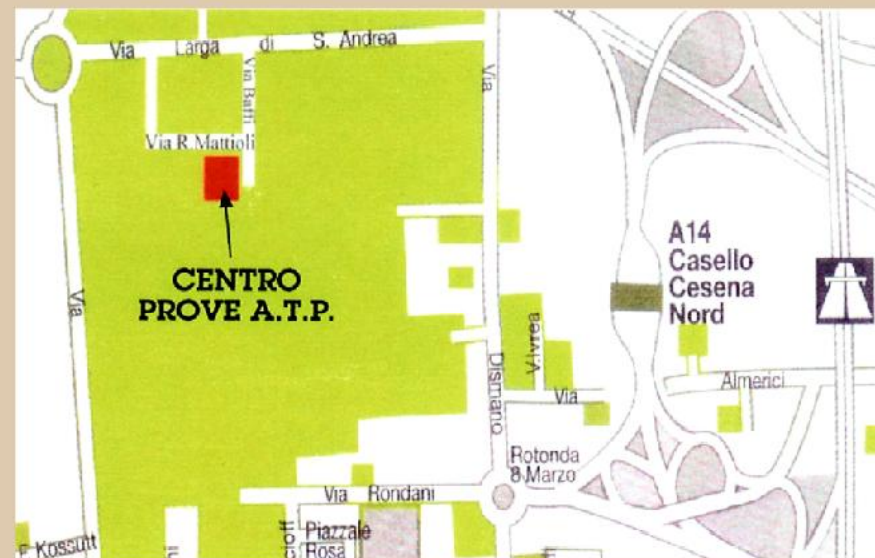 Via Larga di S. Andrea
Via Baffi
Via R.Mattioli
CENTRO
PROVE A.T.P.
Via
Via
Dismano
A14
Casello
Cesena
Nord
V.Ivrea
Via Almerici
Rotonda
8 Marzo
Via Rondani
Piazzale
Rosa
F Kossutt